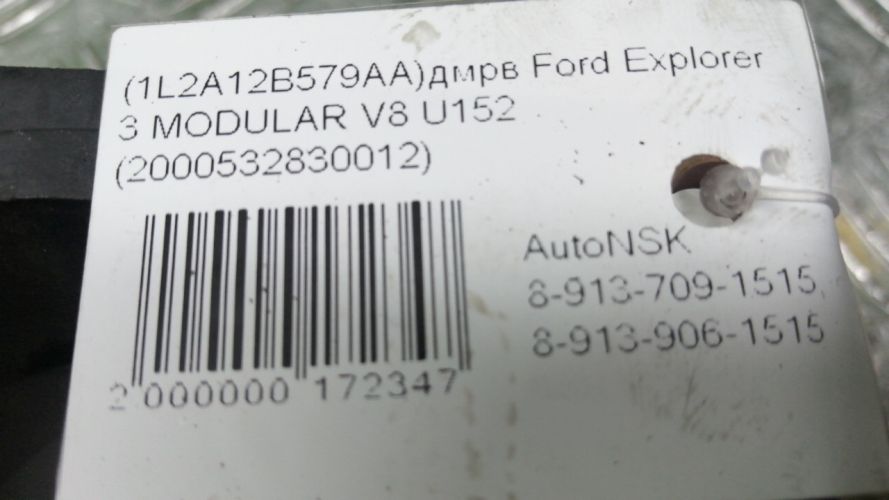 (1L2A12B579AA)дмрв Ford Explorer
3 MODULAR V8 U152
(2000532830012)
AutoNSK
8-913-709-1515,
8-913-906-1515
2 000000 172347